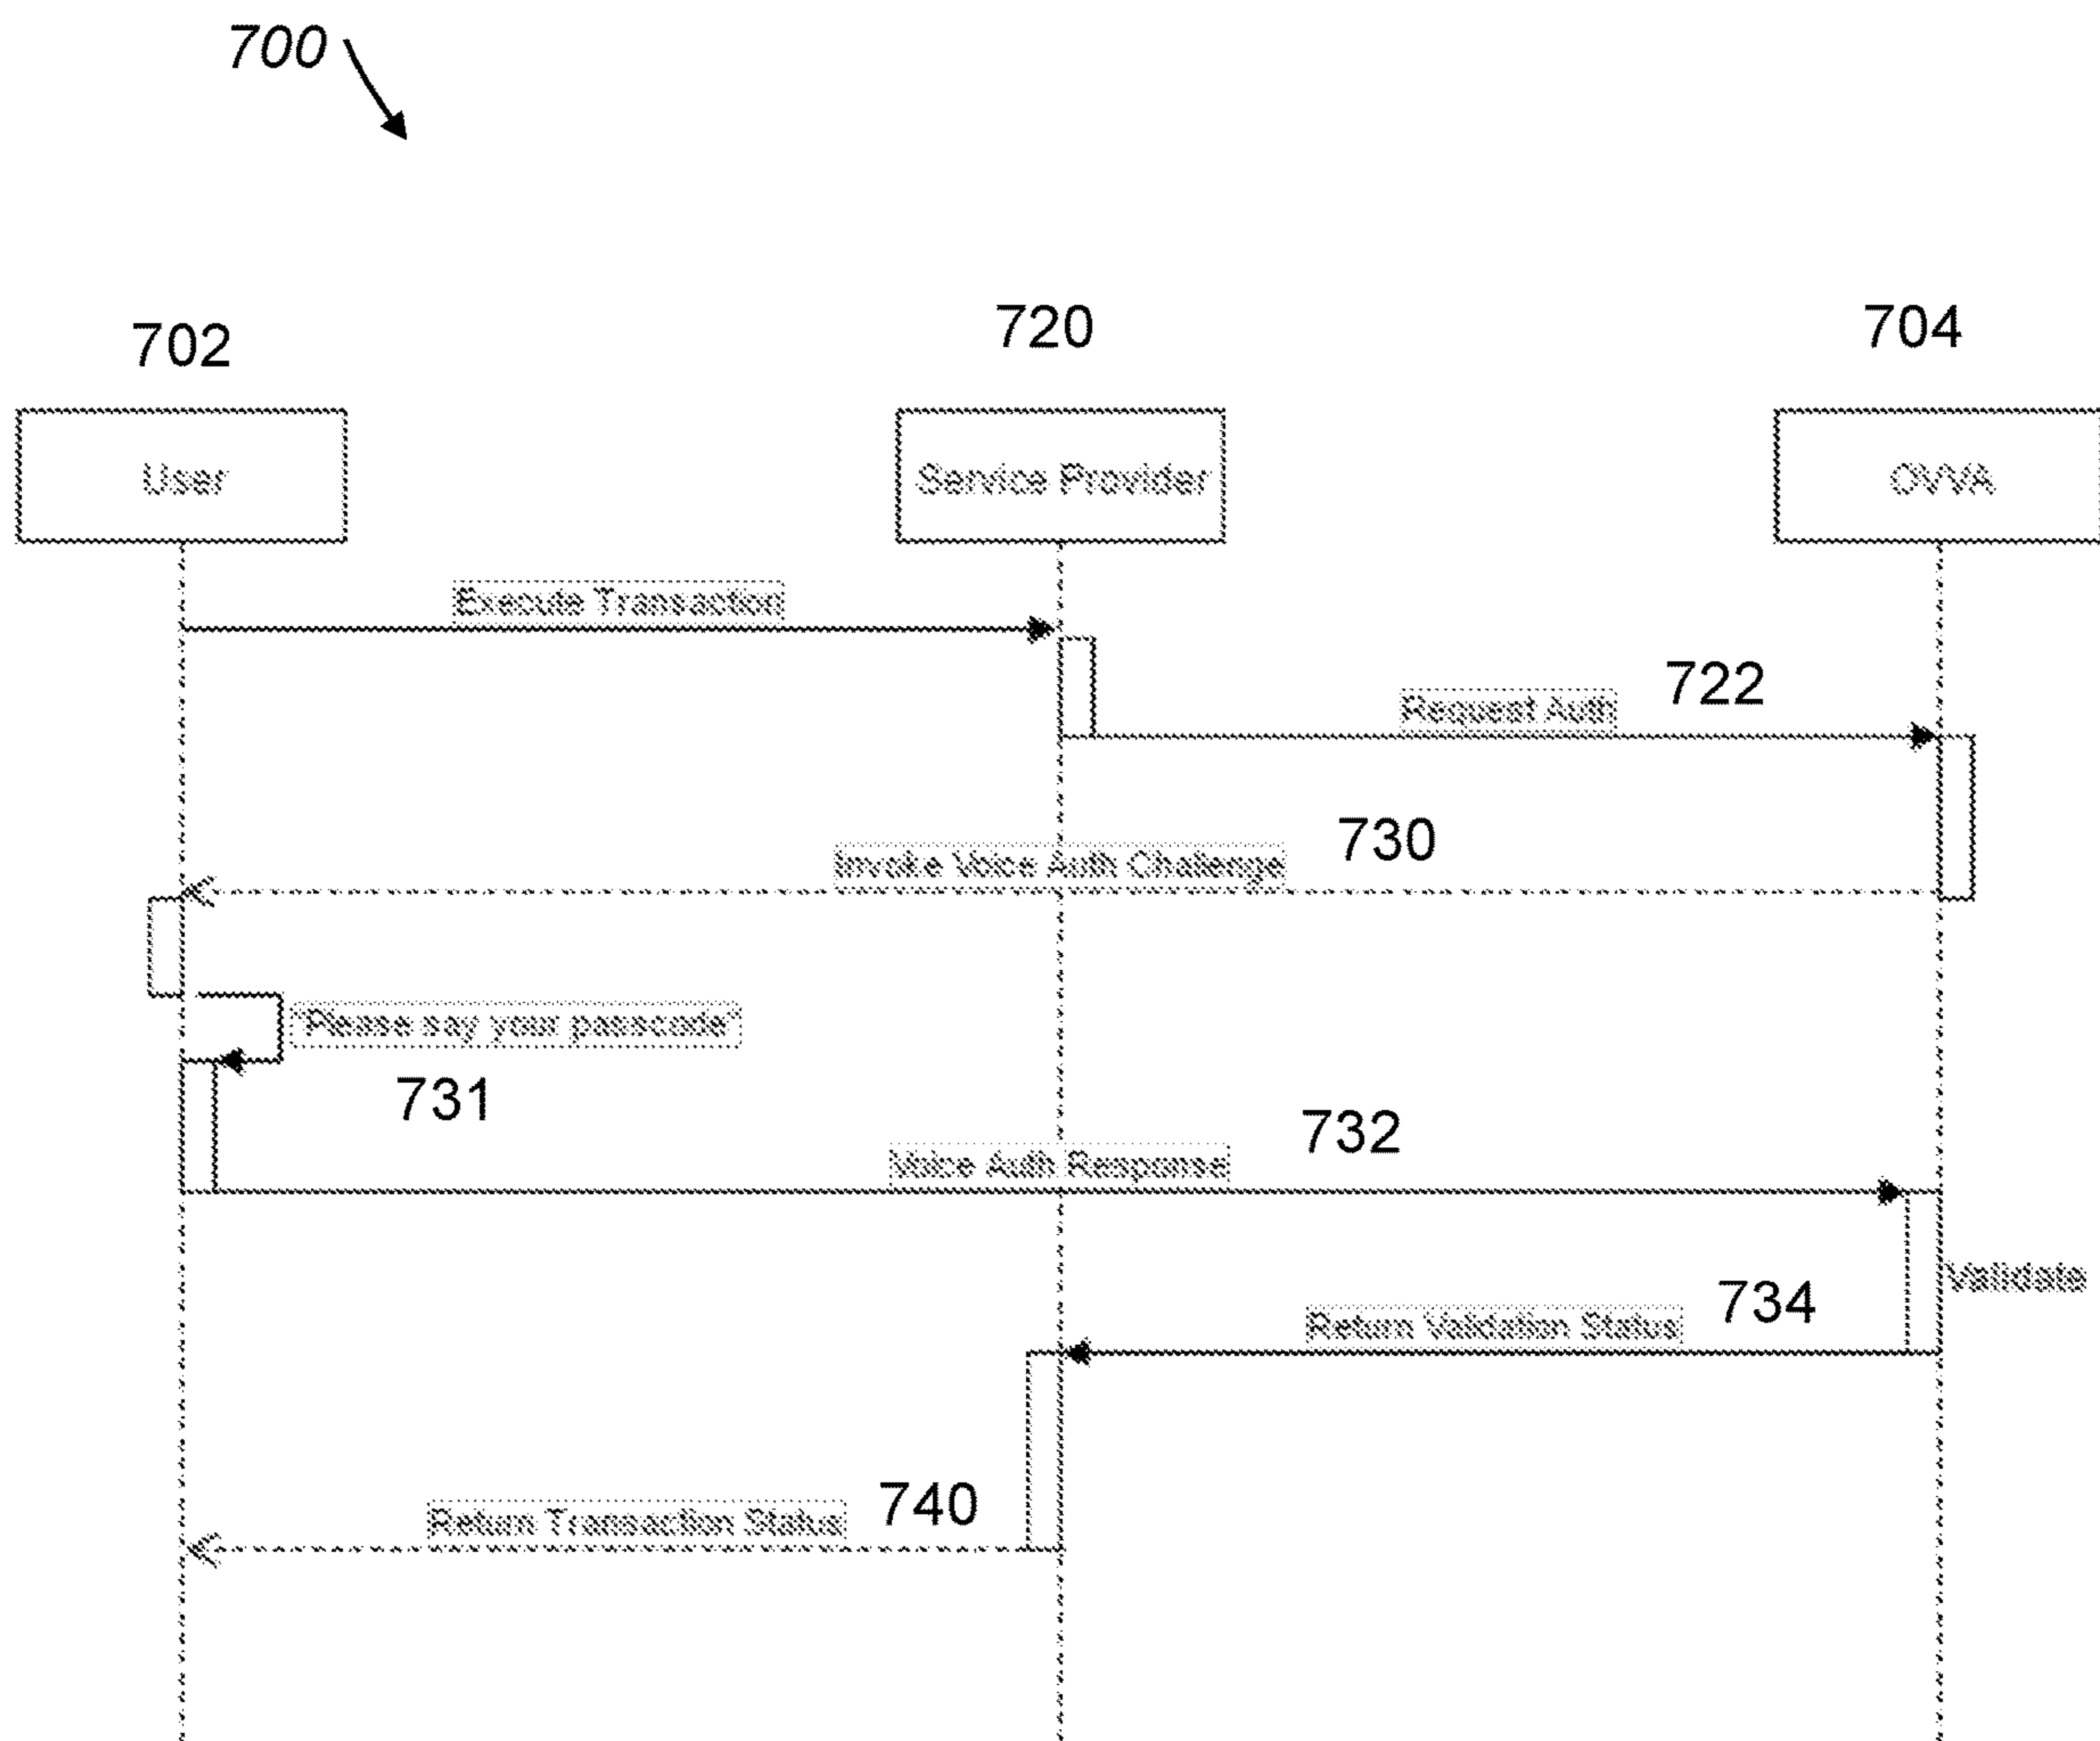 700
702
720
704
User
Service Provider
OVVA
Execute Transaction
722
Request Auth
730
Invoke Voice Auth Challenge
"Please say your passcode"
731
732
Voice Auth Response
Validate
734
Return Validation Status
740
Return Transaction Status